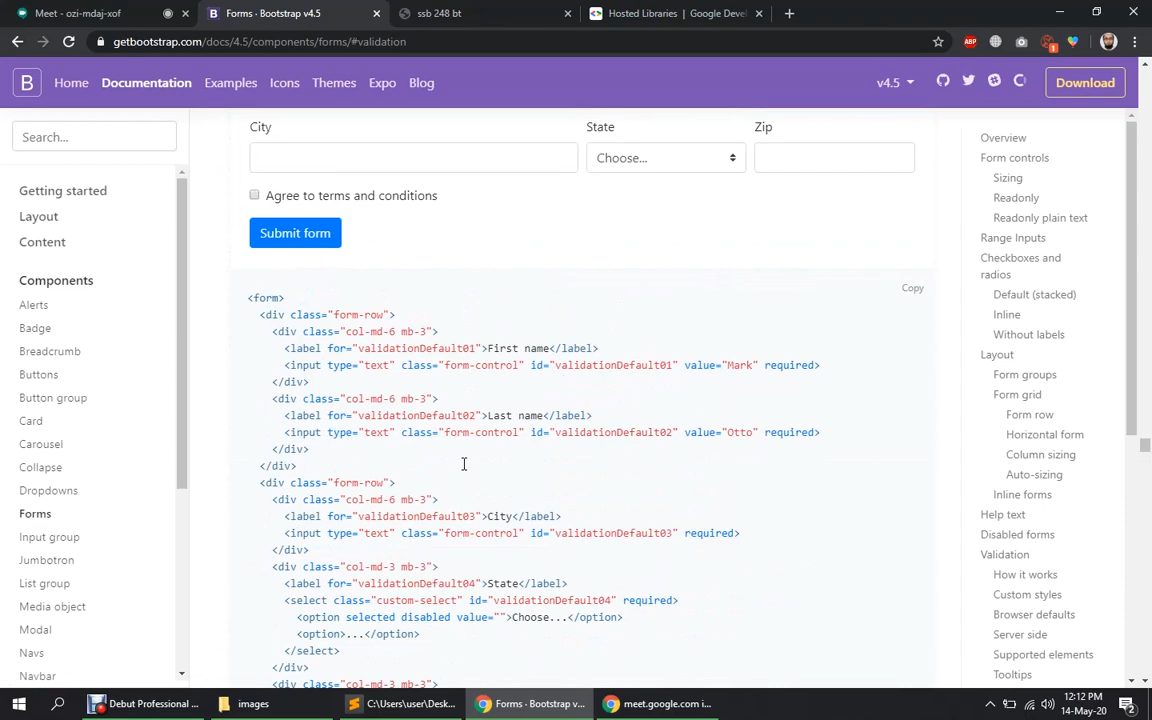 Meet - ozi-mdaj-xof
Forms · Bootstrap v4.5
ssb 248 bt
Hosted Libraries | Google Devel
getbootstrap.com/docs/4.5/components/forms/#validation
ABP
1
B
Home
Documentation
Examples
Icons
Themes
Expo
Blog
v4.5
Download
Search...
Getting started
Layout
Content
Components
Alerts
Badge
Breadcrumb
Buttons
Button group
Card
Carousel
Collapse
Dropdowns
Forms
Input group
Jumbotron
List group
Media object
Modal
Navs
Navbar
City
State
Zip
Choose...
Agree to terms and conditions
Submit form
Copy
<form>
<div class="form-row">
<div class="col-md-6 mb-3">
<label for="validationDefault01">First name</label>
<input type="text" class="form-control" id="validationDefault01" value="Mark" required>
</div>
<div class="col-md-6 mb-3">
<label for="validationDefault02">Last name</label>
<input type="text" class="form-control" id="validationDefault02" value="Otto" required>
</div>
</div>
<div class="form-row">
<div class="col-md-6 mb-3">
<label for="validationDefault03">City</label>
<input type="text" class="form-control" id="validationDefault03" required>
</div>
<div class="col-md-3 mb-3">
<label for="validationDefault04">State</label>
<select class="custom-select" id="validationDefault04" required>
<option selected disabled value="">Choose...</option>
<option>...</option>
</select>
</div>
<div class="col-md-3 mb-3">
Overview
Form controls
Sizing
Readonly
Readonly plain text
Range Inputs
Checkboxes and
radios
Default (stacked)
Inline
Without labels
Layout
Form groups
Form grid
Form row
Horizontal form
Column sizing
Auto-sizing
Inline forms
Help text
Disabled forms
Validation
How it works
Custom styles
Browser defaults
Server side
Supported elements
Tooltips
Debut Professional ...
images
C:\Users\user\Desk...
Forms · Bootstrap v...
meet.google.com i...
12:12 PM
14-May-20
2